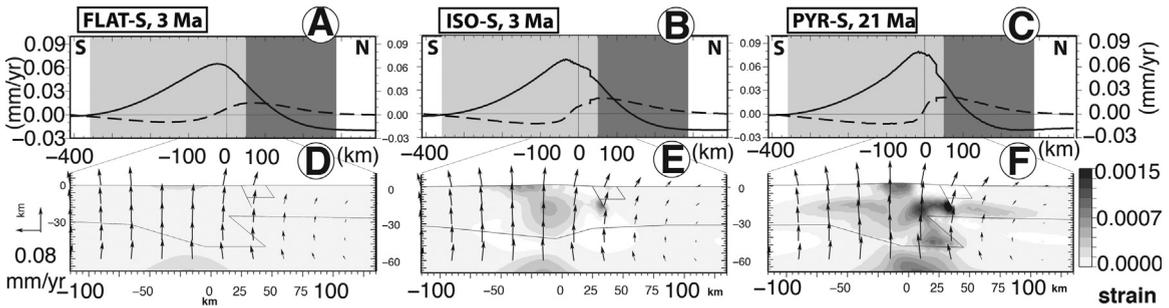 FLAT-S, 3 Ma A ISO-S, 3 Ma B PYR-S, 21 Ma C
S S S N N N
0.09 0.09 0.09 0.09 0.09
0.06 0.06 0.06 0.06 0.06
0.03 0.03 0.03 0.03 0.03
0.00 0.00 0.00 0.00 0.00
-0.03 -0.03 -0.03 -0.03 -0.03
(mm/yr) (mm/yr)
-400 -100 0 100 (km) -400 -100 0 100 (km) -400 -100 0 100 (km)
D E F
0 0 0 0
km
-30 -30 -30 -30
-60 -60
0.08
mm/yr
-100 -50 0 25 50 75 100 -100 -50 0 25 50 75 100 -100 -50 0 25 50 75 100
km km km
0.0015
0.0007
0.0000
strain